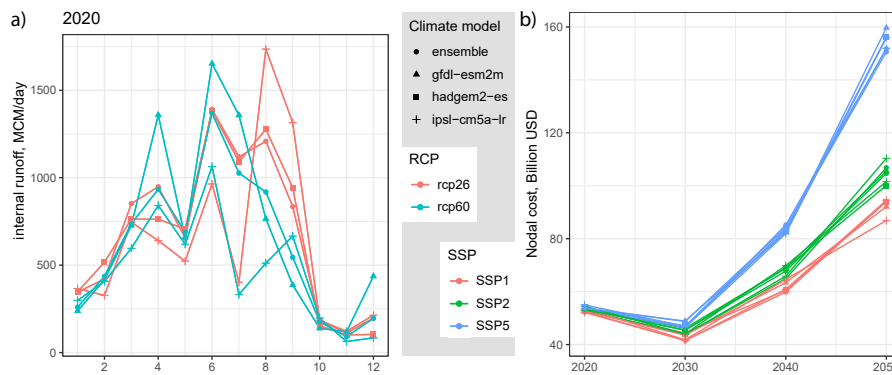 a)
2020
internal runoff, MCM/day
1500
1000
500
0
2
4
6
8
10
12
Climate model
ensemble
gfdl-esm2m
hadgem2-es
ipsl-cm5a-lr
RCP
rcp26
rcp60
SSP
SSP1
SSP2
SSP5
b)
Nodal cost, Billion USD
160
120
80
40
2020
2030
2040
205